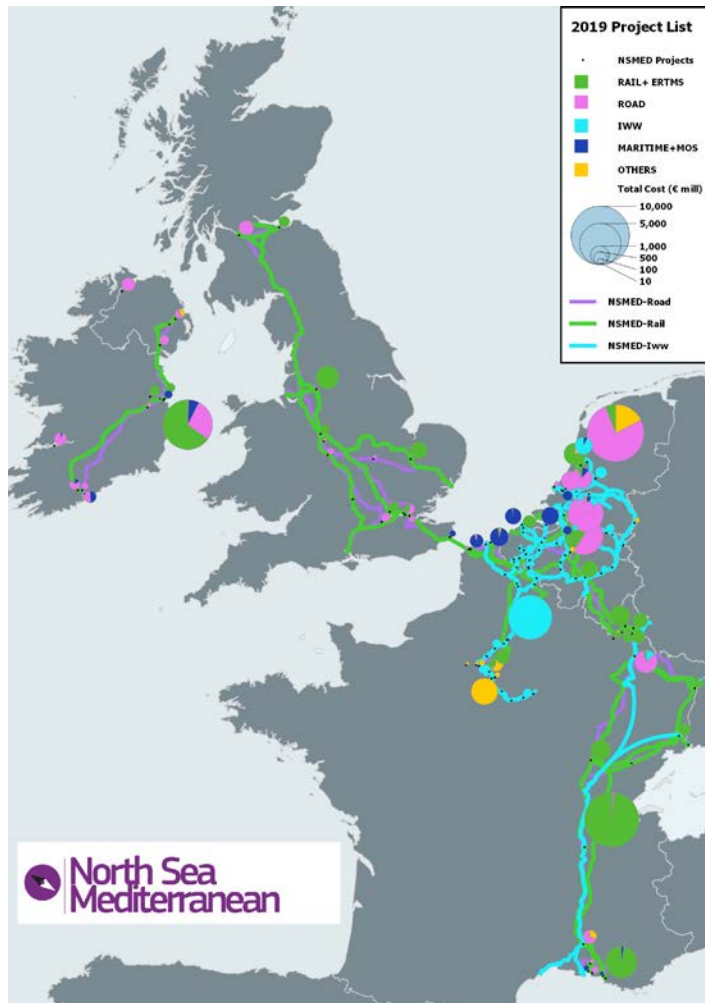 2019 Project List
NSMED Projects
RAIL+ ERTMS
ROAD
IWW
MARITIME+MOS
OTHERS
Total Cost (€ mill)
10,000
5,000
1,000
500
100
10
NSMED-Road
NSMED-Rail
NSMED-Iww
North Sea
Mediterranean